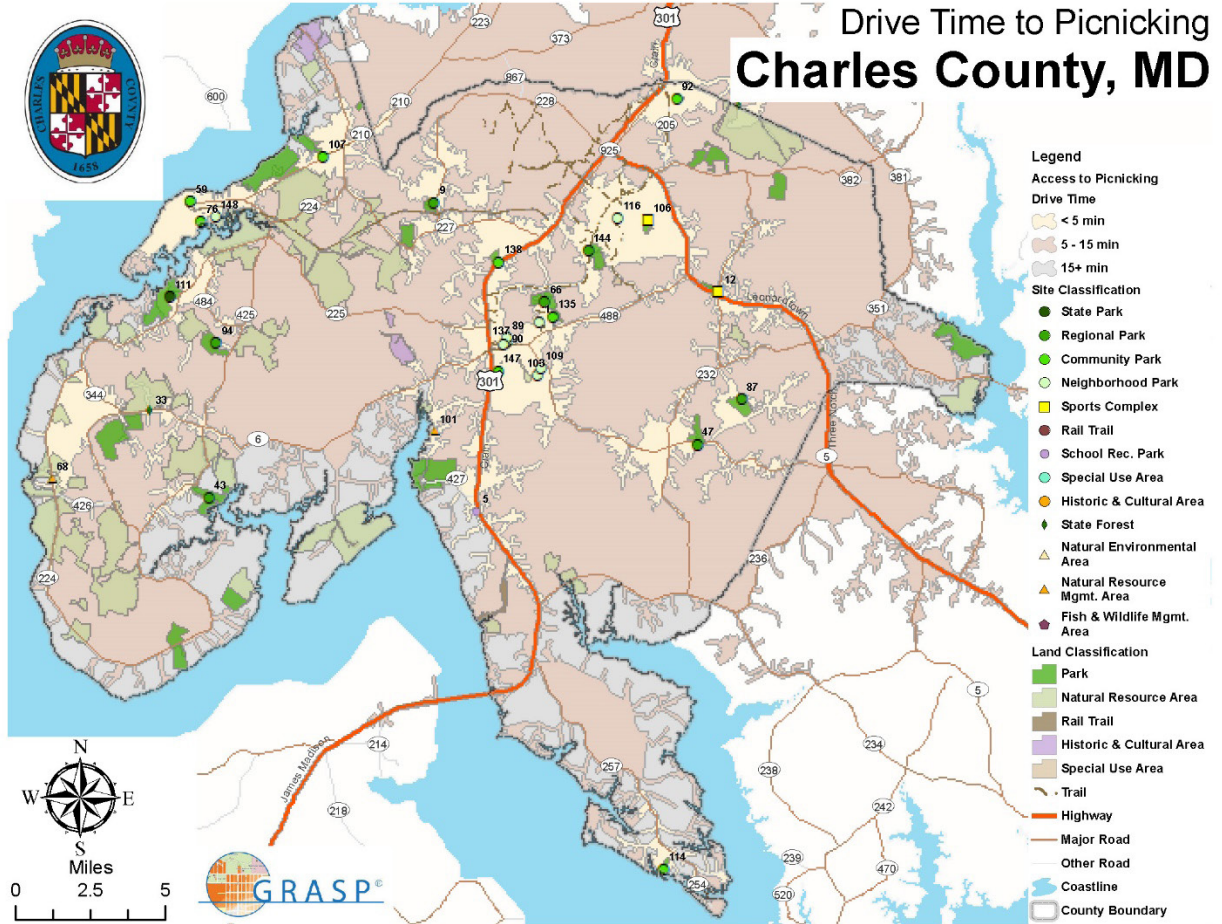 Drive Time to Picnicking
Charles County, MD
CHARLES COUNTY
1658
Legend
Access to Picnicking
Drive Time
< 5 min
5 - 15 min
15+ min
Site Classification
State Park
Regional Park
Community Park
Neighborhood Park
Sports Complex
Rail Trail
School Rec. Park
Special Use Area
Historic & Cultural Area
State Forest
Natural Environmental
Area
Natural Resource
Mgmt. Area
Fish & Wildlife Mgmt.
Area
Land Classification
Park
Natural Resource Area
Rail Trail
Historic & Cultural Area
Special Use Area
Trail
Highway
Major Road
Other Road
Coastline
County Boundary
301
223
373
600
210
867
228
92
205
925
210
107
382
381
59
148
76
224
9
227
116
106
138
144
111
484
425
225
66
135
1
12
Leonardtown
351
94
137
89
90
488
147
109
103
301
232
87
344
33
6
101
47
Three Notch
68
427
43
5
5
426
224
236
257
James Madison
214
218
114
254
5
234
238
242
239
470
520
N
W
E
S
Miles
0
2.5
5
GRASP©